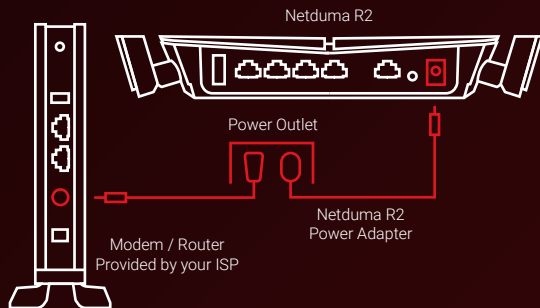 Netduma R2
Power Outlet
Netduma R2
Power Adapter
Modem / Router
Provided by your ISP